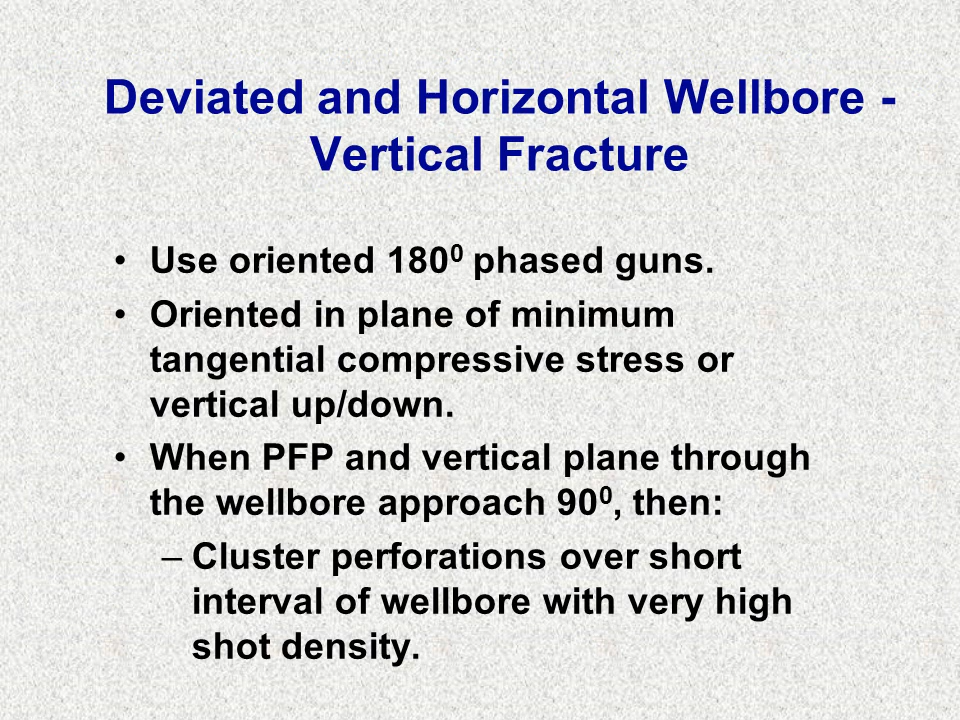 Deviated and Horizontal Wellbore -
Vertical Fracture
• Use oriented 180⁰ phased guns.
• Oriented in plane of minimum
tangential compressive stress or
vertical up/down.
• When PFP and vertical plane through
the wellbore approach 90⁰, then:
– Cluster perforations over short
interval of wellbore with very high
shot density.